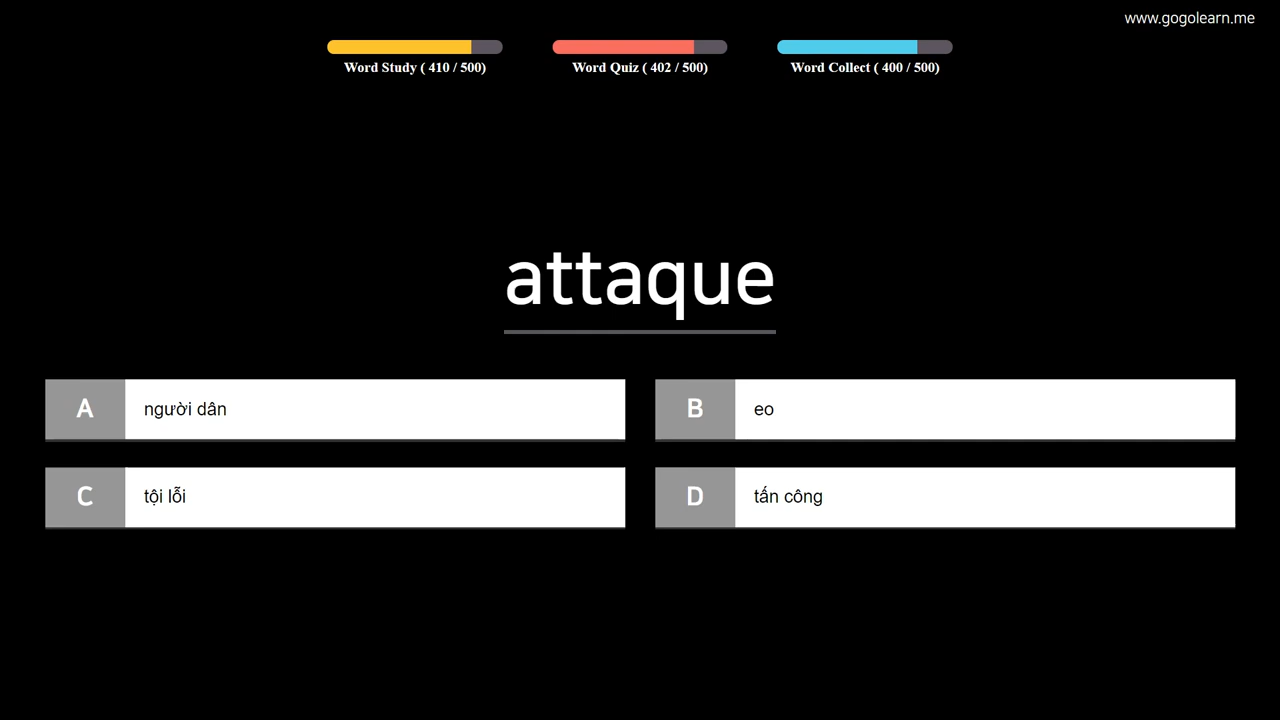 www.gogolearn.me
Word Study ( 410 / 500)
Word Quiz ( 402 / 500)
Word Collect ( 400 / 500)
attaque
A người dân
B eo
C tội lỗi
D tấn công